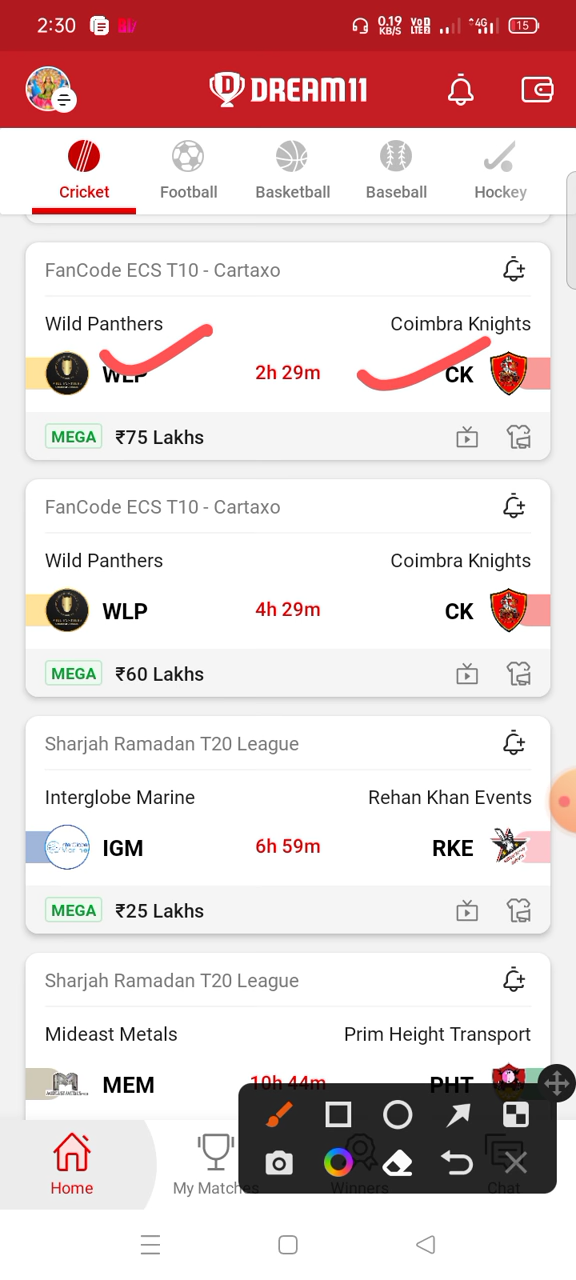 2:30 0.19 KB/S VoD LTE2 4G 15
DREAM11
Cricket Football Basketball Baseball Hockey
FanCode ECS T10 - Cartaxo
Wild Panthers Coimbra Knights
WLP 2h 29m CK
MEGA ₹75 Lakhs
FanCode ECS T10 - Cartaxo
Wild Panthers Coimbra Knights
WLP 4h 29m CK
MEGA ₹60 Lakhs
Sharjah Ramadan T20 League
Interglobe Marine Rehan Khan Events
IGM 6h 59m RKE
MEGA ₹25 Lakhs
Sharjah Ramadan T20 League
Mideast Metals Prim Height Transport
MEM 10h 44m PHT
Home My Matches Winners Chat